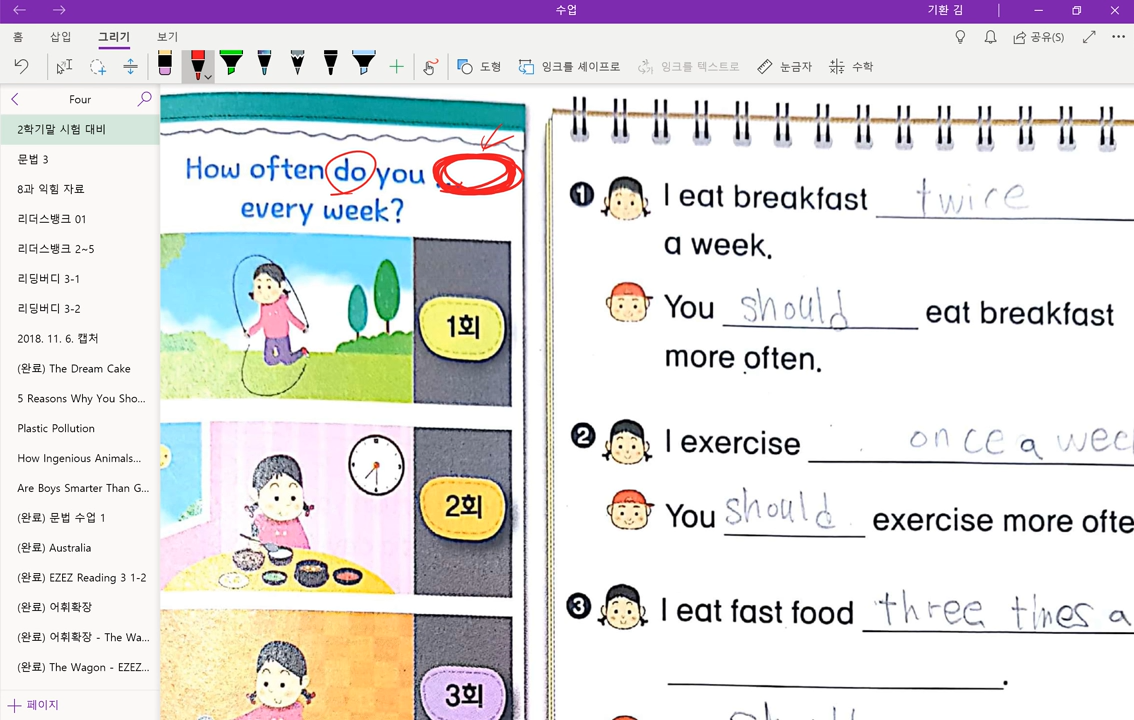 수업
기환 김
홈 삽입 그리기 보기
공유(S)
도형
잉크를 셰이프로
잉크를 텍스트로
눈금자
수학
Four
2학기말 시험 대비
문법 3
8과 익힘 자료
리더스뱅크 01
리더스뱅크 2~5
리딩버디 3-1
리딩버디 3-2
2018. 11. 6. 캡처
(완료) The Dream Cake
5 Reasons Why You Sho...
Plastic Pollution
How Ingenious Animals...
Are Boys Smarter Than G...
(완료) 문법 수업 1
(완료) Australia
(완료) EZEZ Reading 3 1-2
(완료) 어휘확장
(완료) 어휘확장 - The Wa...
(완료) The Wagon - EZEZ...
페이지
How often do you
every week?
1회
2회
3회
1 I eat breakfast twice
a week.
You should eat breakfast
more often.
2 I exercise once a wee
You should exercise more ofte
3 I eat fast food three times a
.